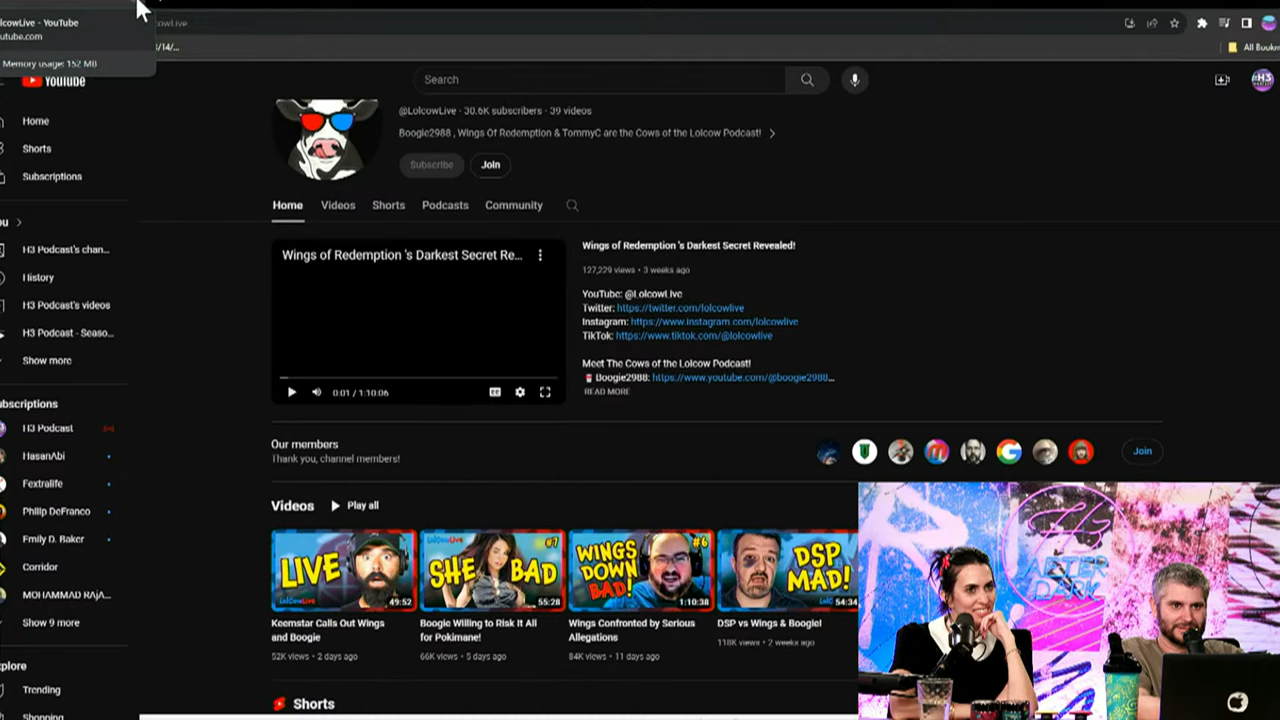 lcowLive - YouTube
utube.com
Memory usage: 152 MB
cowLive
/14/...
All Bookm
YouTube
Search
H3
@LolcowLive · 30.6K subscribers · 39 videos
Boogie2988 , Wings Of Redemption & TommyC are the Cows of the Lolcow Podcast!
Subscribe
Join
Home
Videos
Shorts
Podcasts
Community
Home
Shorts
Subscriptions
ou
H3 Podcast's chan...
History
H3 Podcast's videos
H3 Podcast - Seaso...
Show more
ubscriptions
H3 Podcast
HasanAbi
Fextralife
Philip DeFranco
Emily D. Baker
Corridor
MOHAMMAD RAJA...
Show 9 more
xplore
Trending
Shopping
Wings of Redemption 's Darkest Secret Re...
0:01 / 1:10:06
Wings of Redemption 's Darkest Secret Revealed!
127,229 views · 3 weeks ago
YouTube: @LolcowLive
Twitter: https://twitter.com/lolcowlive
Instagram: https://www.instagram.com/lolcowlive
TikTok: https://www.tiktok.com/@lolcowlive
Meet The Cows of the Lolcow Podcast!
Boogie2988: https://www.youtube.com/@boogie2988...
READ MORE
Our members
Thank you, channel members!
Join
Videos
Play all
LIVE
49:52
Keemstar Calls Out Wings
and Boogie
52K views · 2 days ago
LolCowLive
#7
SHE BAD
55:28
Boogie Willing to Risk It All
for Pokimane!
66K views · 5 days ago
#6
WINGS
DOWN
BAD!
1:10:38
Wings Confronted by Serious
Allegations
84K views · 11 days ago
DSP
MAD!
LolC
54:34
DSP vs Wings & Boogie!
118K views · 2 weeks ago
Shorts
H3
AFTER
DARK